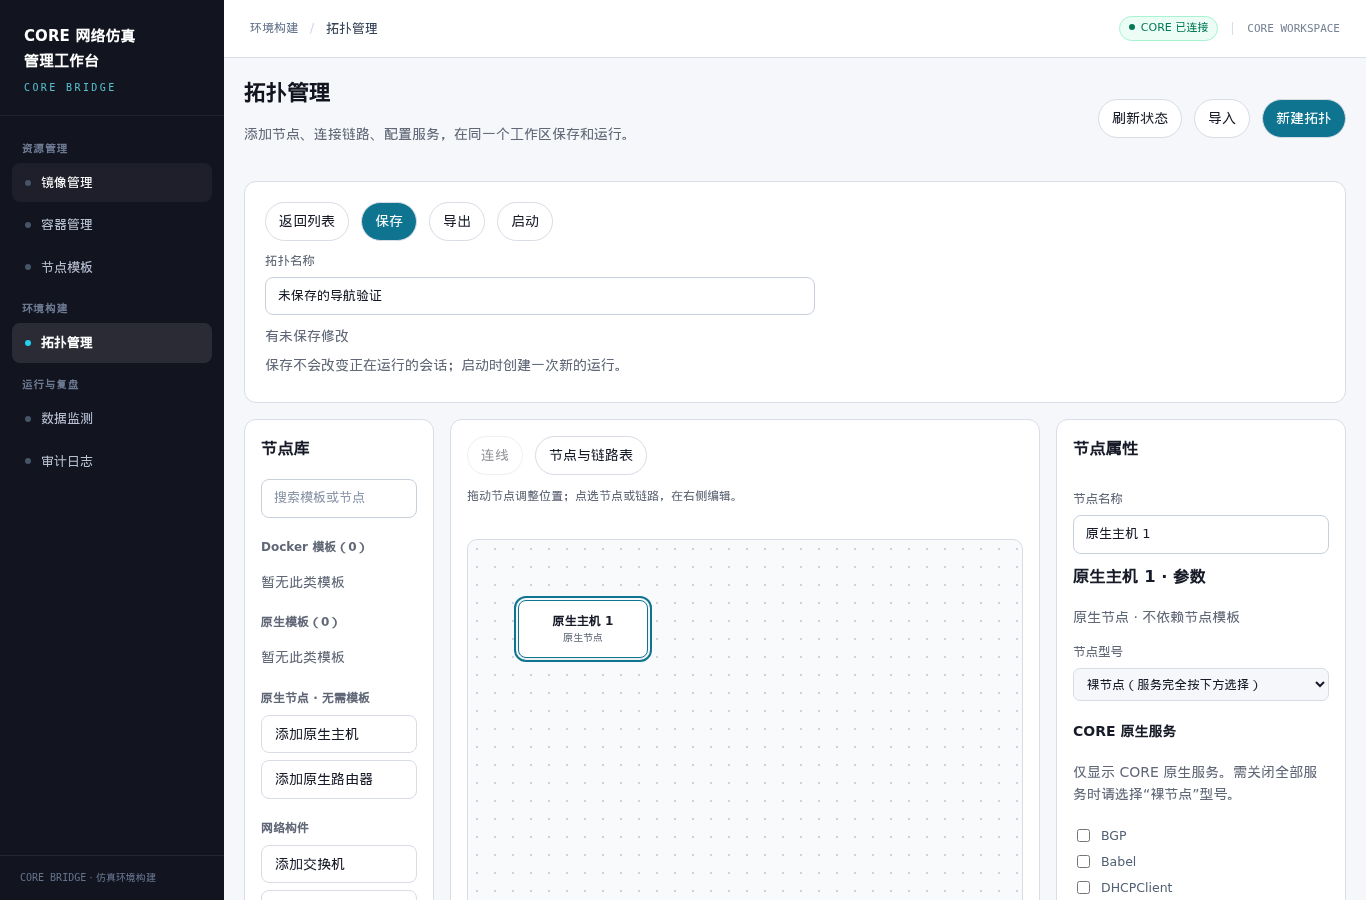 CORE 网络仿真
管理工作台
CORE BRIDGE
资源管理
镜像管理
容器管理
节点模板
环境构建
拓扑管理
运行与复盘
数据监测
审计日志
CORE BRIDGE · 仿真环境构建
环境构建 / 拓扑管理
CORE 已连接
CORE WORKSPACE
拓扑管理
添加节点、连接链路、配置服务，在同一个工作区保存和运行。
刷新状态
导入
新建拓扑
返回列表
保存
导出
启动
拓扑名称
未保存的导航验证
有未保存修改
保存不会改变正在运行的会话；启动时创建一次新的运行。
节点库
搜索模板或节点
Docker 模板（0）
暂无此类模板
原生模板（0）
暂无此类模板
原生节点 · 无需模板
添加原生主机
添加原生路由器
网络构件
添加交换机
连线
节点与链路表
拖动节点调整位置；点选节点或链路，在右侧编辑。
原生主机 1
原生节点
节点属性
节点名称
原生主机 1
原生主机 1 · 参数
原生节点 · 不依赖节点模板
节点型号
裸节点（服务完全按下方选择）
CORE 原生服务
仅显示 CORE 原生服务。需关闭全部服
务时请选择“裸节点”型号。
BGP
Babel
DHCPClient